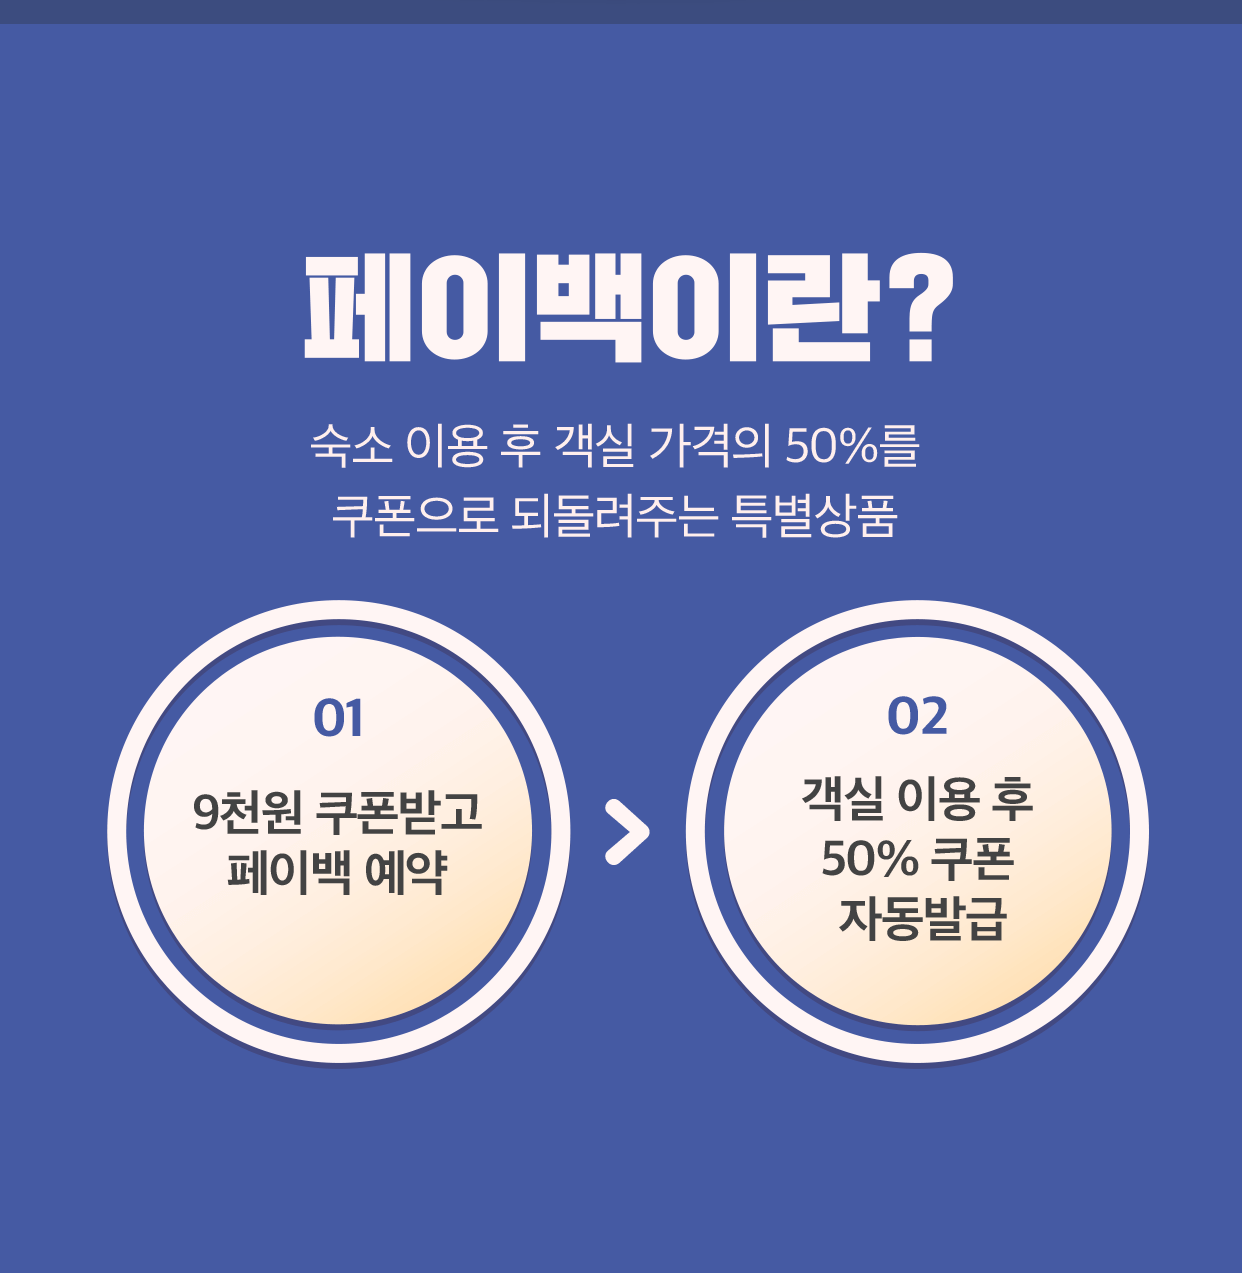 페이백이란?
숙소 이용 후 객실 가격의 50%를
쿠폰으로 되돌려주는 특별상품
01
9천원 쿠폰받고
페이백 예약
02
객실 이용 후
50% 쿠폰
자동발급